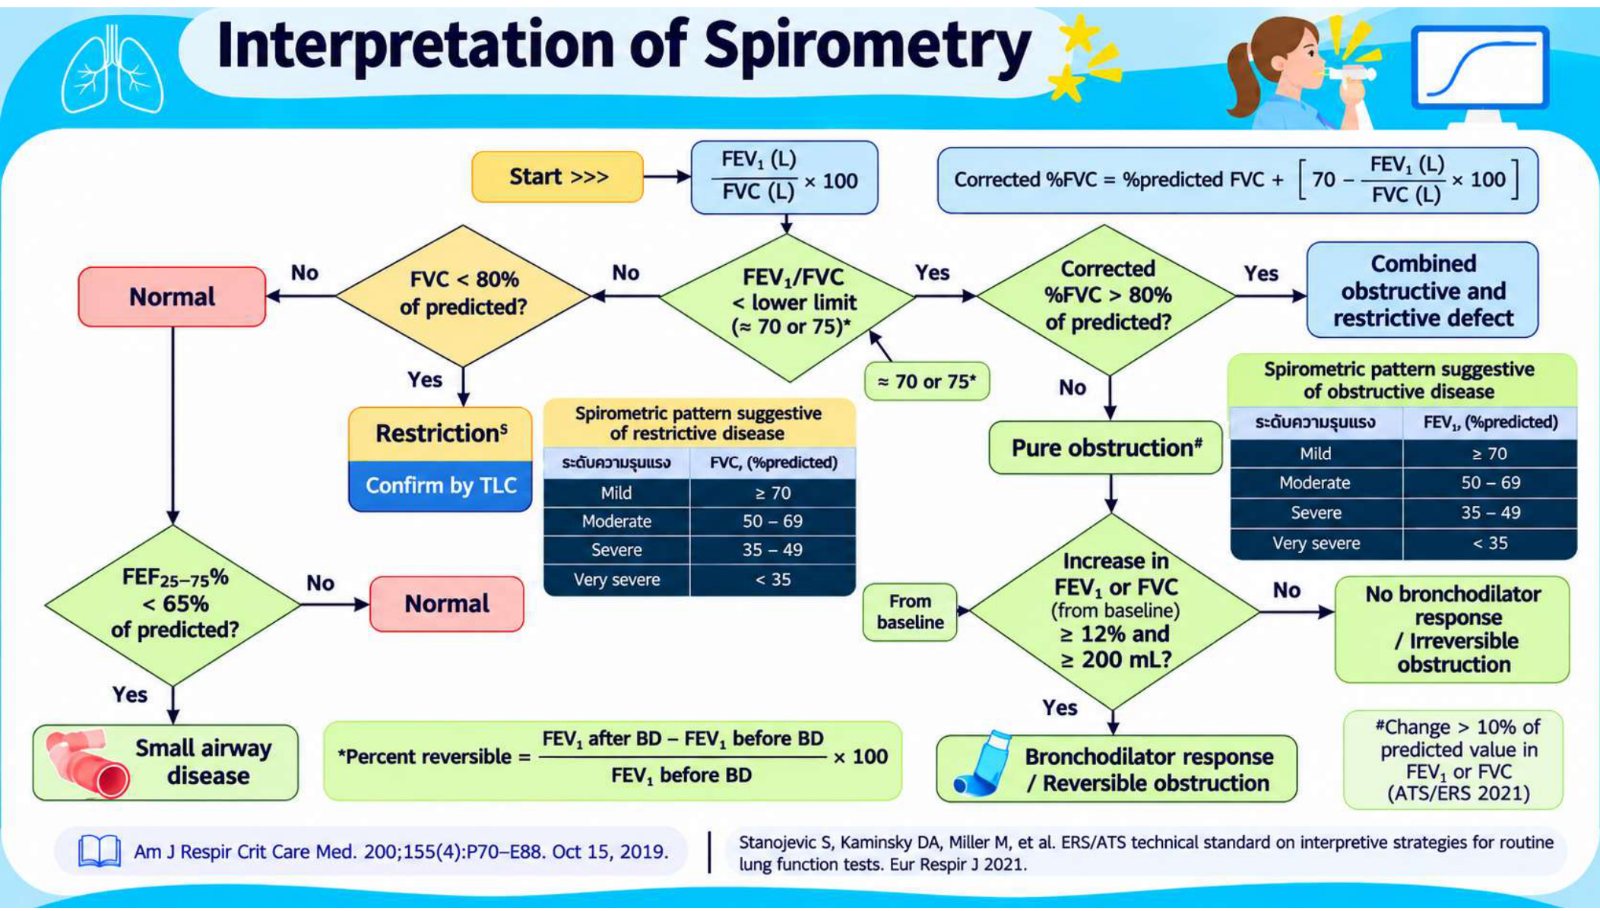 Interpretation of Spirometry
Start >>>
FEV₁ (L)
FVC (L)
× 100
Corrected %FVC = %predicted FVC + [ 70 − FEV₁ (L) / FVC (L) × 100 ]
Normal
No
FVC < 80%
of predicted?
No
FEV₁/FVC
< lower limit
(≈ 70 or 75)*
Yes
Corrected
%FVC > 80%
of predicted?
Yes
Combined
obstructive and
restrictive defect
≈ 70 or 75*
Yes
No
Restrictionˢ
Confirm by TLC
Spirometric pattern suggestive
of restrictive disease
ระดับความรุนแรง FVC, (%predicted)
Mild ≥ 70
Moderate 50 – 69
Severe 35 – 49
Very severe < 35
Pure obstruction#
Spirometric pattern suggestive
of obstructive disease
ระดับความรุนแรง FEV₁, (%predicted)
Mild ≥ 70
Moderate 50 – 69
Severe 35 – 49
Very severe < 35
FEF₂₅₋₇₅%
< 65%
of predicted?
No
Normal
From
baseline
Increase in
FEV₁ or FVC
(from baseline)
≥ 12% and
≥ 200 mL?
No
No bronchodilator
response
/ Irreversible
obstruction
Yes
Small airway
disease
*Percent reversible = FEV₁ after BD − FEV₁ before BD / FEV₁ before BD × 100
Yes
Bronchodilator response
/ Reversible obstruction
#Change > 10% of
predicted value in
FEV₁ or FVC
(ATS/ERS 2021)
Am J Respir Crit Care Med. 200;155(4):P70–E88. Oct 15, 2019.
Stanojevic S, Kaminsky DA, Miller M, et al. ERS/ATS technical standard on interpretive strategies for routine
lung function tests. Eur Respir J 2021.